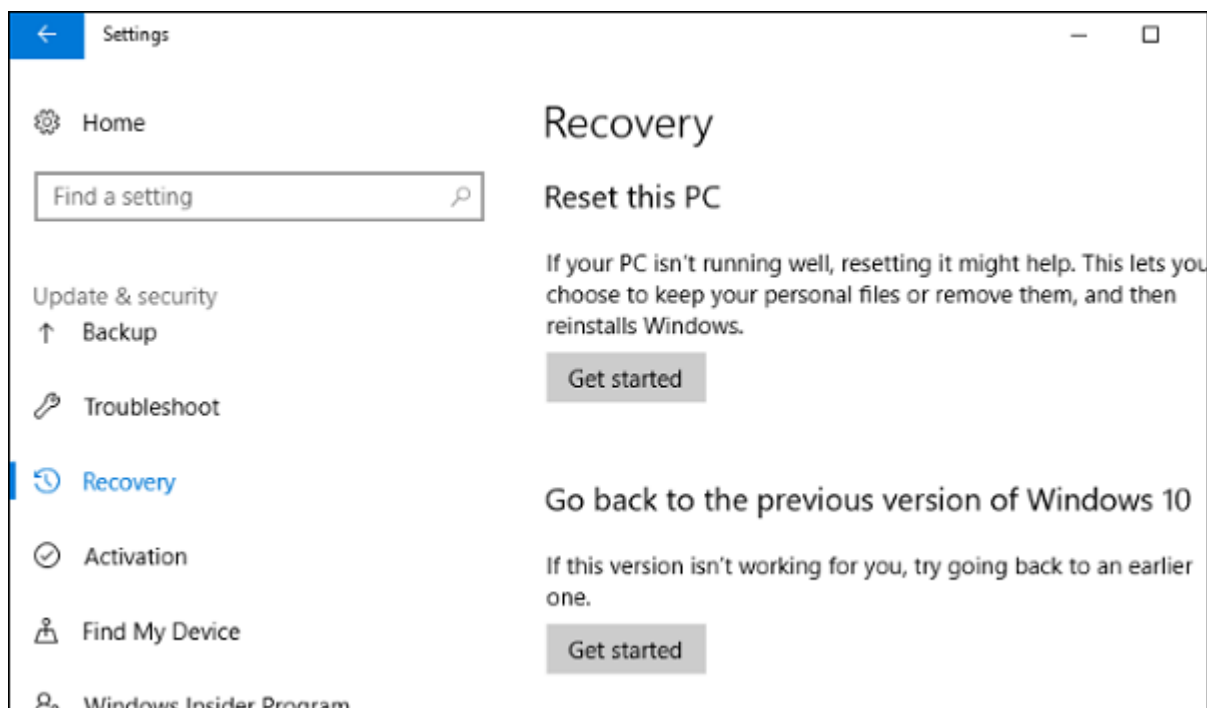 Settings
Home
Find a setting
Update & security
Backup
Troubleshoot
Recovery
Activation
Find My Device
Windows Insider Program
Recovery
Reset this PC
If your PC isn't running well, resetting it might help. This lets you
choose to keep your personal files or remove them, and then
reinstalls Windows.
Get started
Go back to the previous version of Windows 10
If this version isn't working for you, try going back to an earlier
one.
Get started